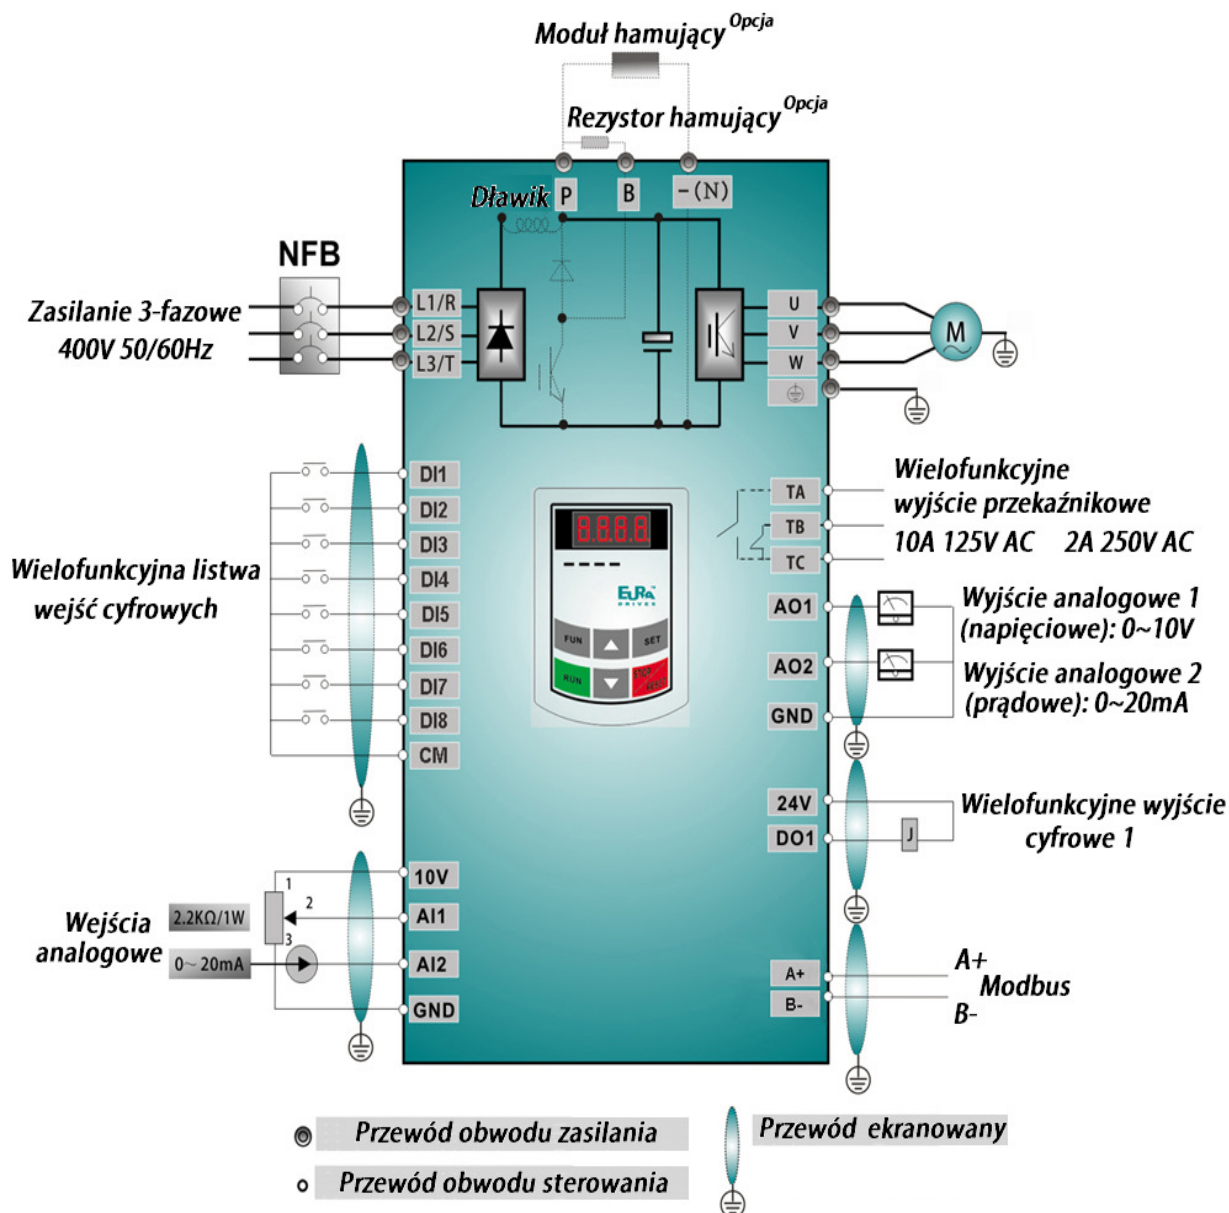 Moduł hamujący Opcja
Rezystor hamujący Opcja
Dławik P B -(N)
NFB
Zasilanie 3-fazowe
400V 50/60Hz
L1/R
L2/S
L3/T
U
V
W
M
DI1
DI2
DI3
DI4
DI5
DI6
DI7
DI8
CM
Wielofunkcyjna listwa
wejść cyfrowych
8.8.8.8.
EURA™
DRIVES
FUN
SET
RUN
STOP/
RESET
TA
TB
TC
Wielofunkcyjne
wyjście przekaźnikowe
10A 125V AC 2A 250V AC
AO1
AO2
GND
Wyjście analogowe 1
(napięciowe): 0~10V
Wyjście analogowe 2
(prądowe): 0~20mA
24V
DO1
J
Wielofunkcyjne wyjście
cyfrowe 1
10V
AI1
AI2
GND
1
2
3
Wejścia
analogowe
2.2KΩ/1W
0~20mA
A+
B-
A+
Modbus
B-
Przewód obwodu zasilania
Przewód obwodu sterowania
Przewód ekranowany